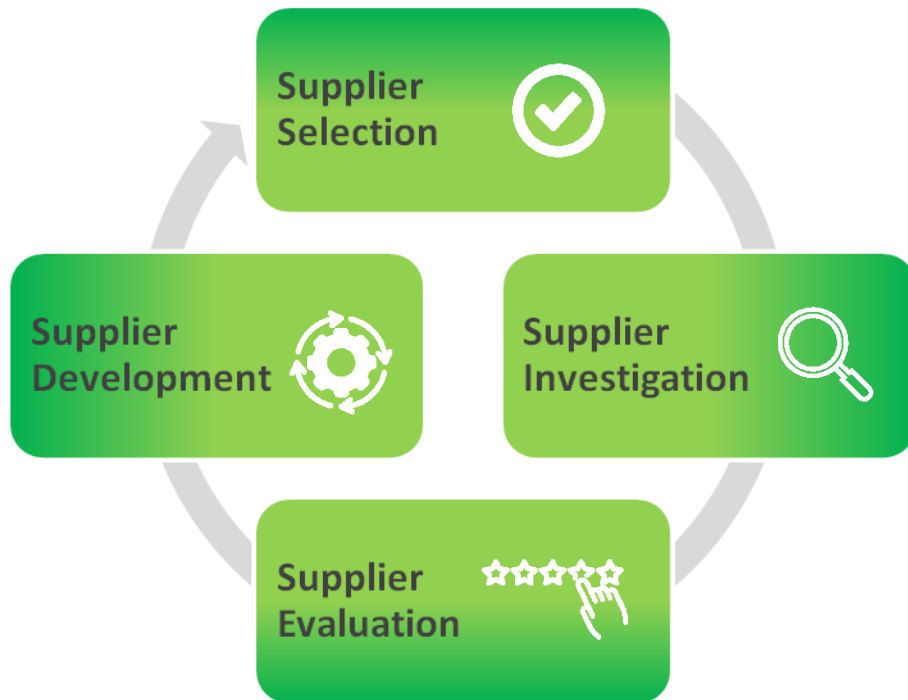 Supplier
Selection
Supplier
Investigation
Supplier
Evaluation
Supplier
Development